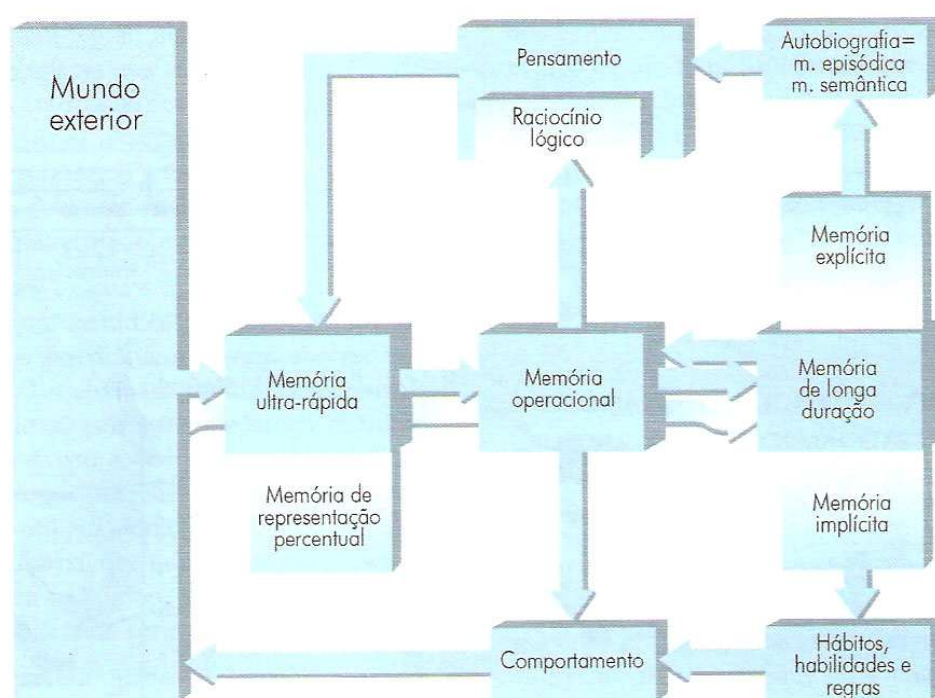 Mundo
exterior
Pensamento
Raciocínio
lógico
Autobiografia=
m. episódica
m. semântica
Memória
explícita
Memória
ultra-rápida
Memória
operacional
Memória
de longa
duração
Memória de
representação
percentual
Memória
implícita
Comportamento
Hábitos,
habilidades e
regras